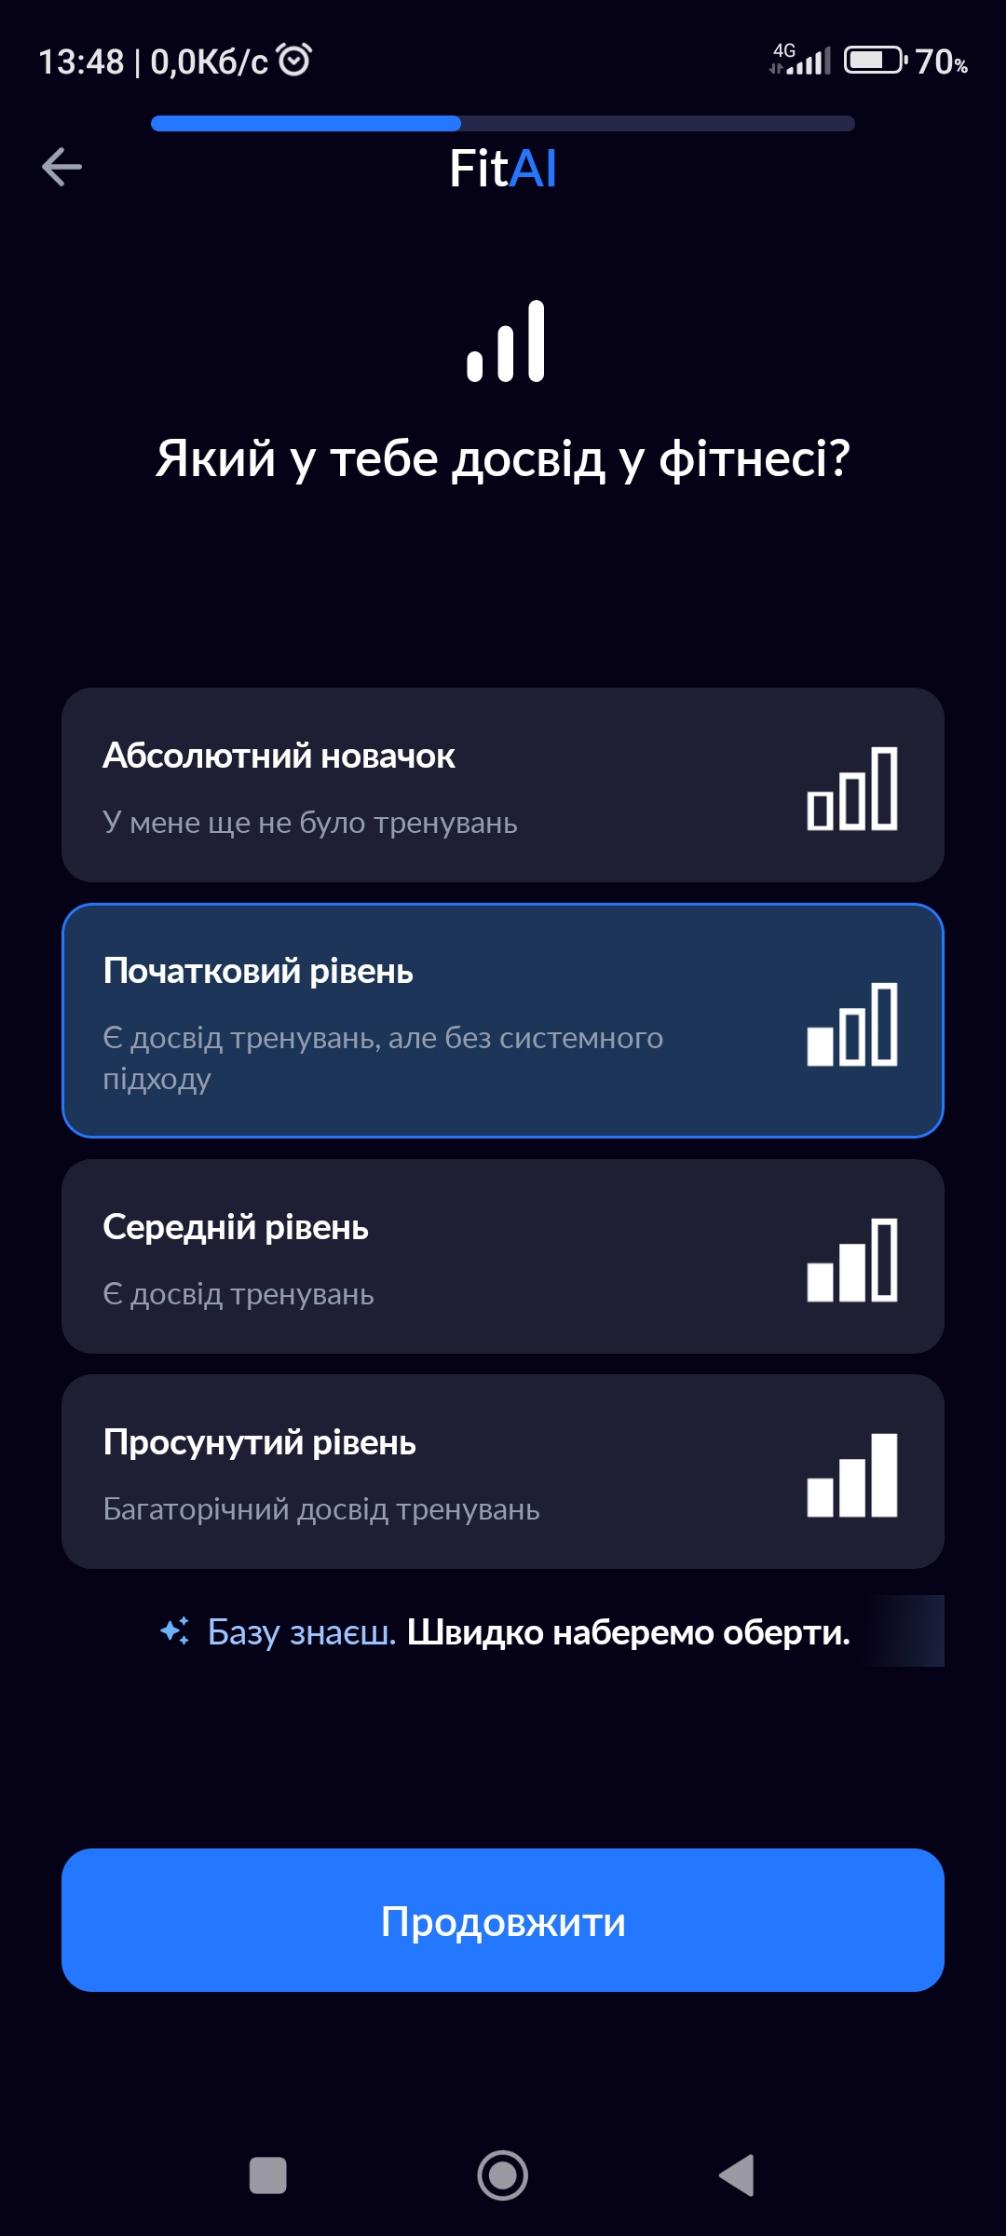 13:48 | 0,0Кб/с
4G
70%
FitAI
Який у тебе досвід у фітнесі?
Абсолютний новачок
У мене ще не було тренувань
Початковий рівень
Є досвід тренувань, але без системного
підходу
Середній рівень
Є досвід тренувань
Просунутий рівень
Багаторічний досвід тренувань
Базу знаєш. Швидко наберемо оберти.
Продовжити